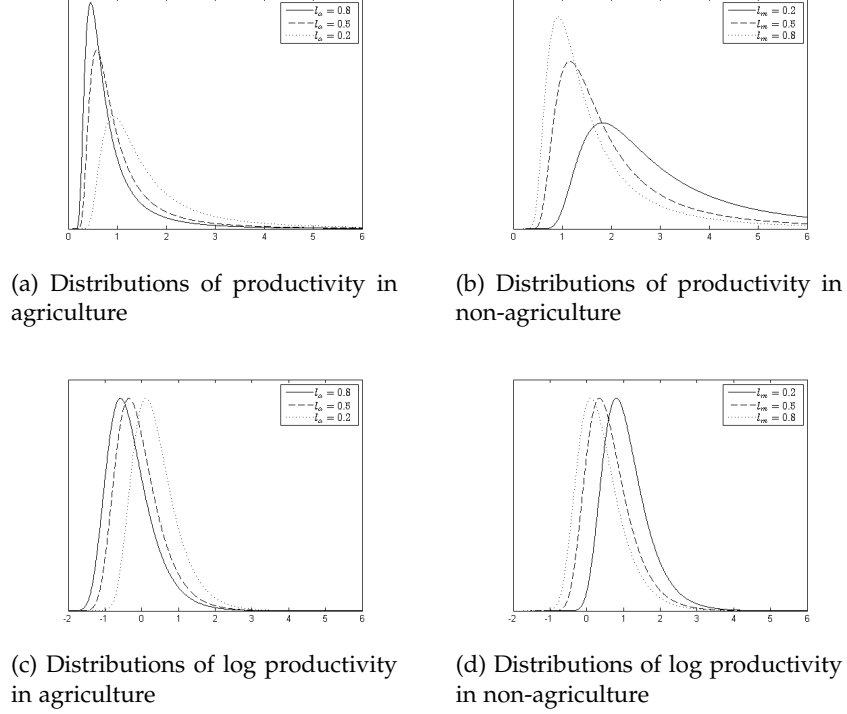 l_a = 0.8
l_a = 0.5
l_a = 0.2
0 1 2 3 4 5 6
l_m = 0.2
l_m = 0.5
l_m = 0.8
0 1 2 3 4 5 6
(a) Distributions of productivity in
agriculture
(b) Distributions of productivity in
non-agriculture
l_a = 0.8
l_a = 0.5
l_a = 0.2
-2 -1 0 1 2 3 4 5 6
l_m = 0.2
l_m = 0.5
l_m = 0.8
-2 -1 0 1 2 3 4 5 6
(c) Distributions of log productivity
in agriculture
(d) Distributions of log productivity
in non-agriculture